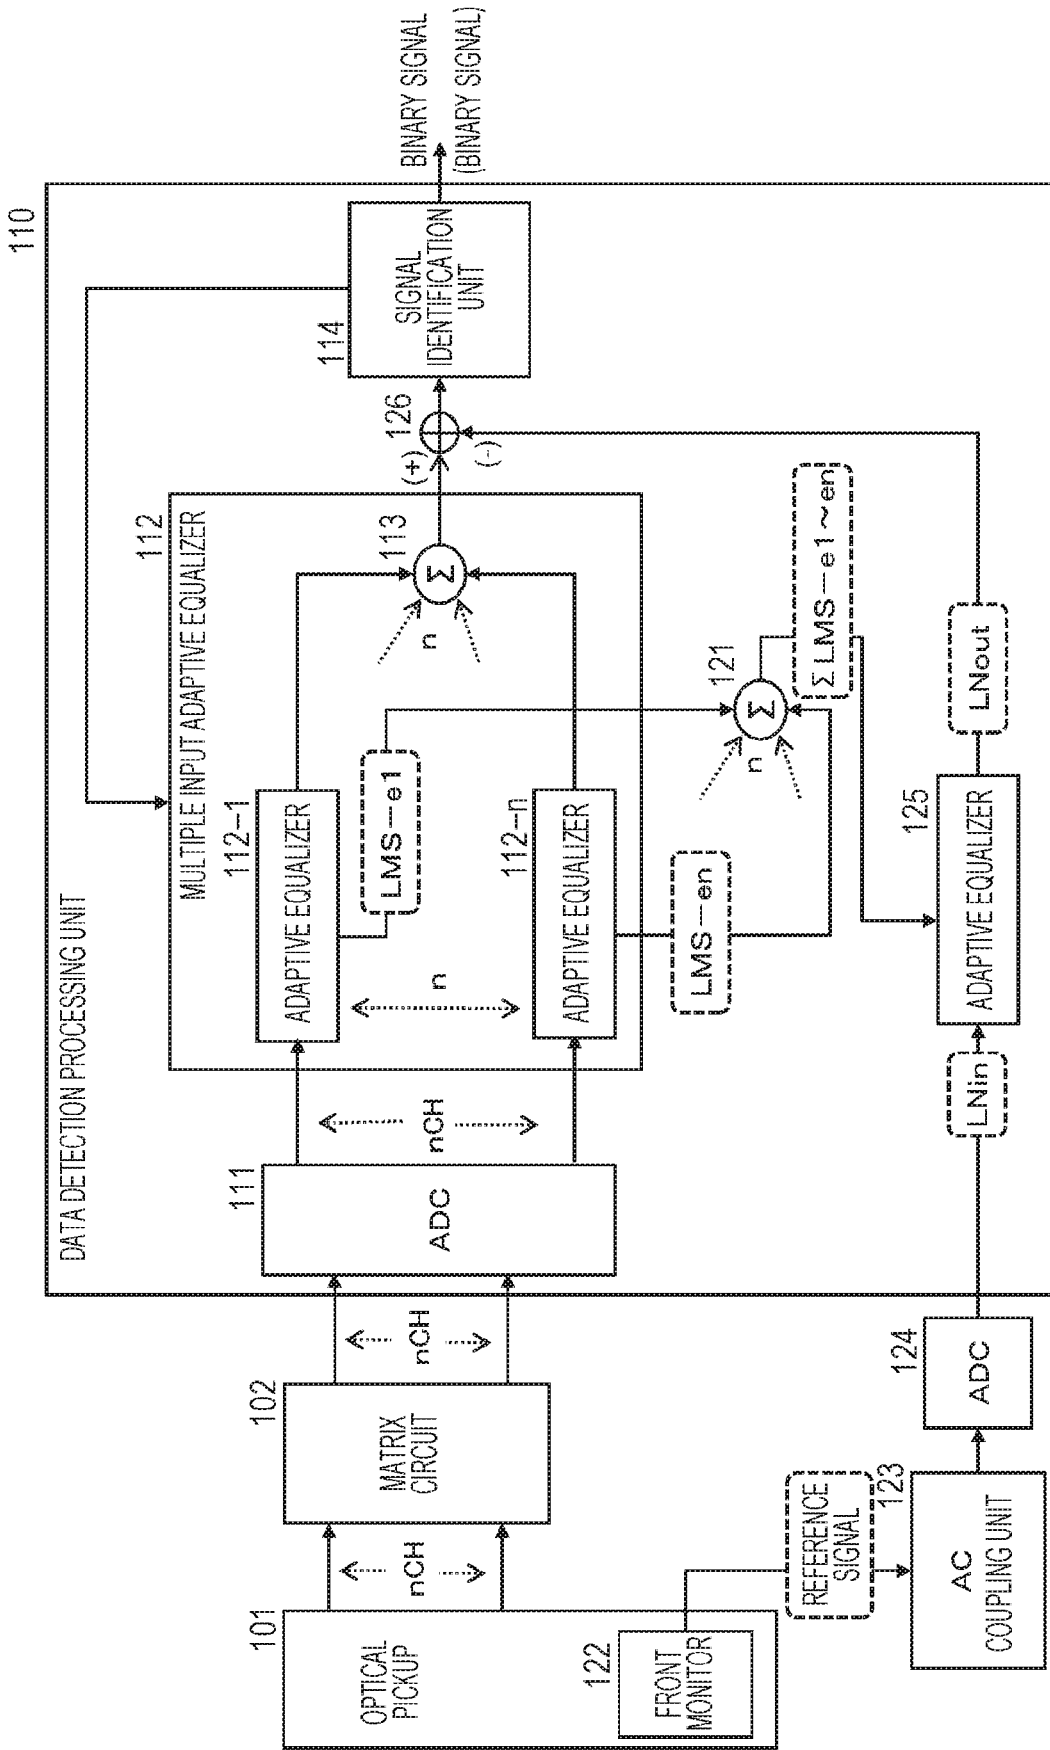 110
DATA DETECTION PROCESSING UNIT
101
OPTICAL
PICKUP
122
FRONT
MONITOR
nCH
102
MATRIX
CIRCUIT
nCH
111
ADC
nCH
112
MULTIPLE INPUT ADAPTIVE EQUALIZER
112-1
ADAPTIVE EQUALIZER
LMS-e1
n
112-n
ADAPTIVE EQUALIZER
LMS-en
113
Σ
n
(+)
126
(-)
114
SIGNAL
IDENTIFICATION
UNIT
BINARY SIGNAL
(BINARY SIGNAL)
121
Σ
n
Σ LMS-e1~en
REFERENCE
SIGNAL
123
AC
COUPLING UNIT
124
ADC
LNin
125
ADAPTIVE EQUALIZER
LNout